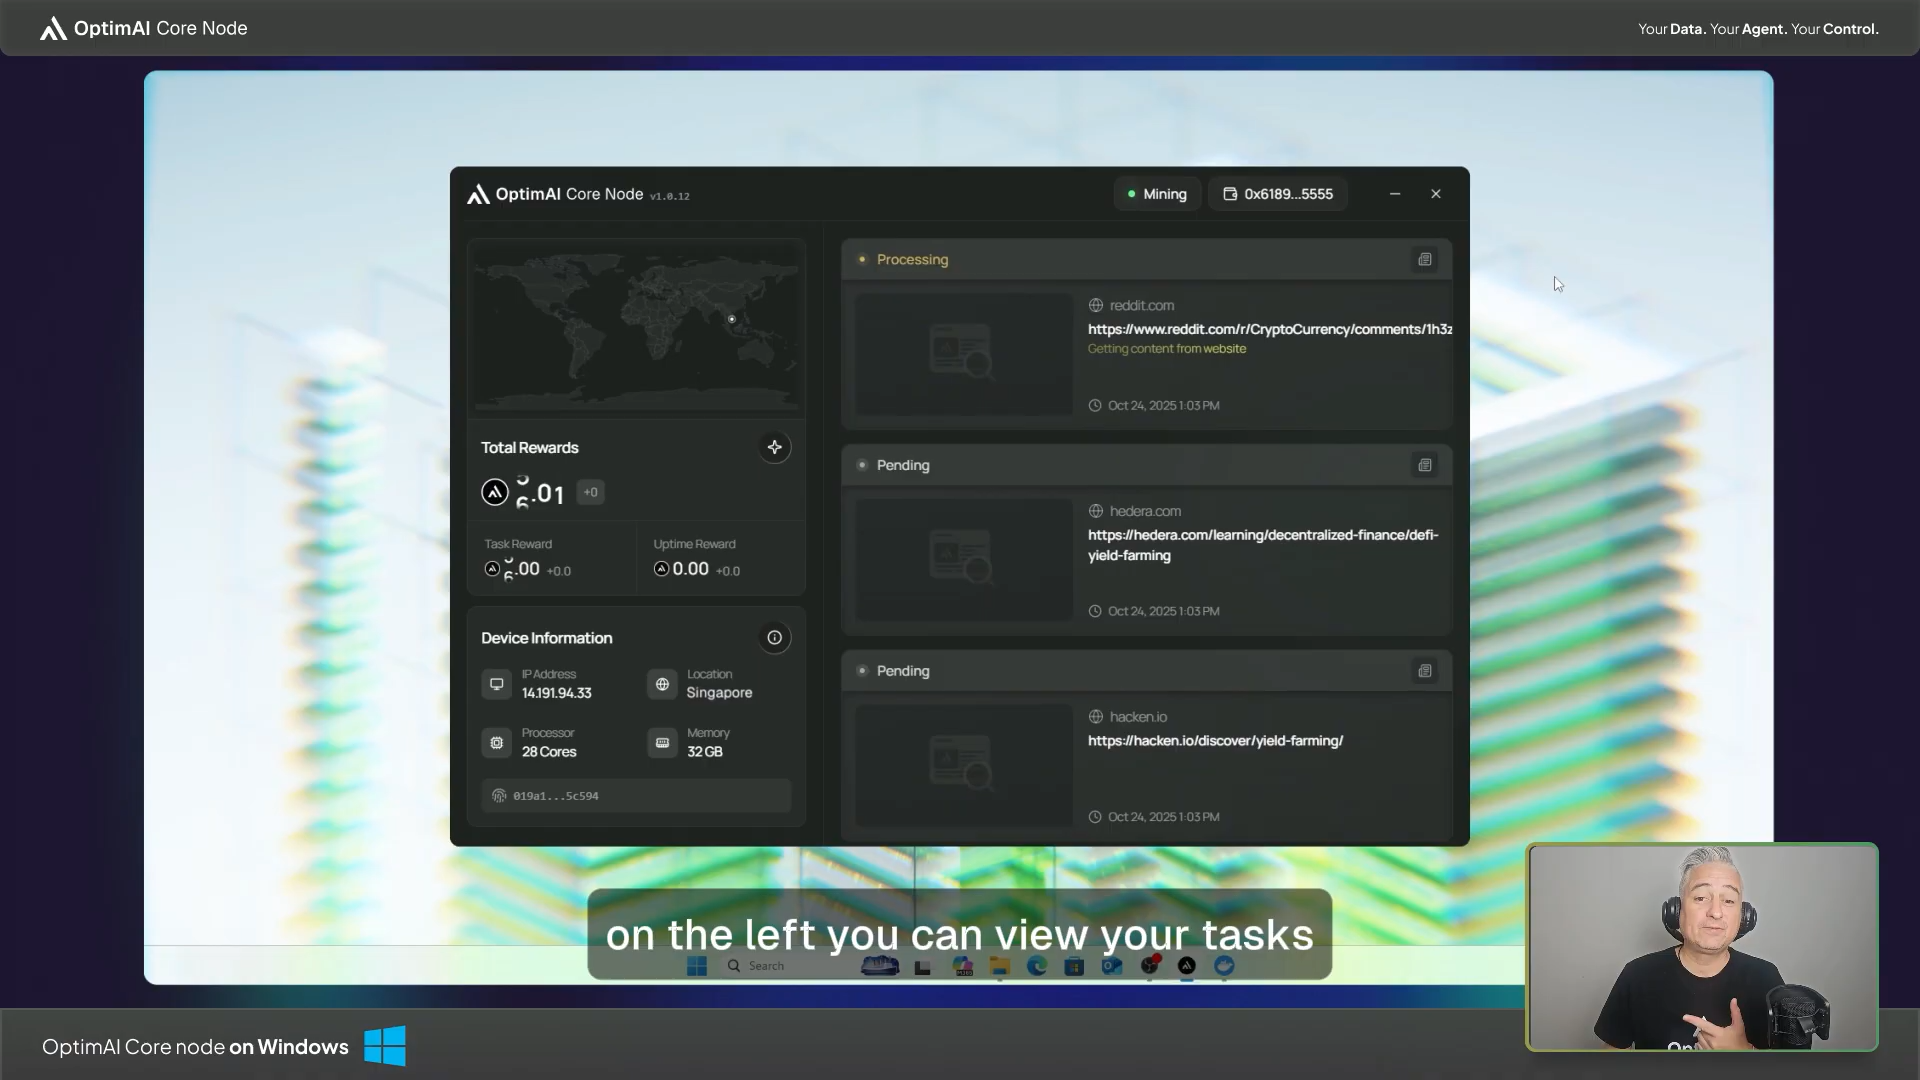 OptimAI Core Node
Your Data. Your Agent. Your Control.
OptimAI Core Node v1.0.12
Mining
0x6189...5555
Processing
reddit.com
https://www.reddit.com/r/CryptoCurrency/comments/1h3z
Getting content from website
Oct 24, 2025 1:03 PM
Total Rewards
.01 +0
Task Reward
.00 +0.0
Uptime Reward
0.00 +0.0
Pending
hedera.com
https://hedera.com/learning/decentralized-finance/defi-
yield-farming
Oct 24, 2025 1:03 PM
Device Information
IP Address
14.191.94.33
Location
Singapore
Processor
28 Cores
Memory
32 GB
019a1...5c594
Pending
hacken.io
https://hacken.io/discover/yield-farming/
Oct 24, 2025 1:03 PM
on the left you can view your tasks
Search
OptimAI Core node on Windows